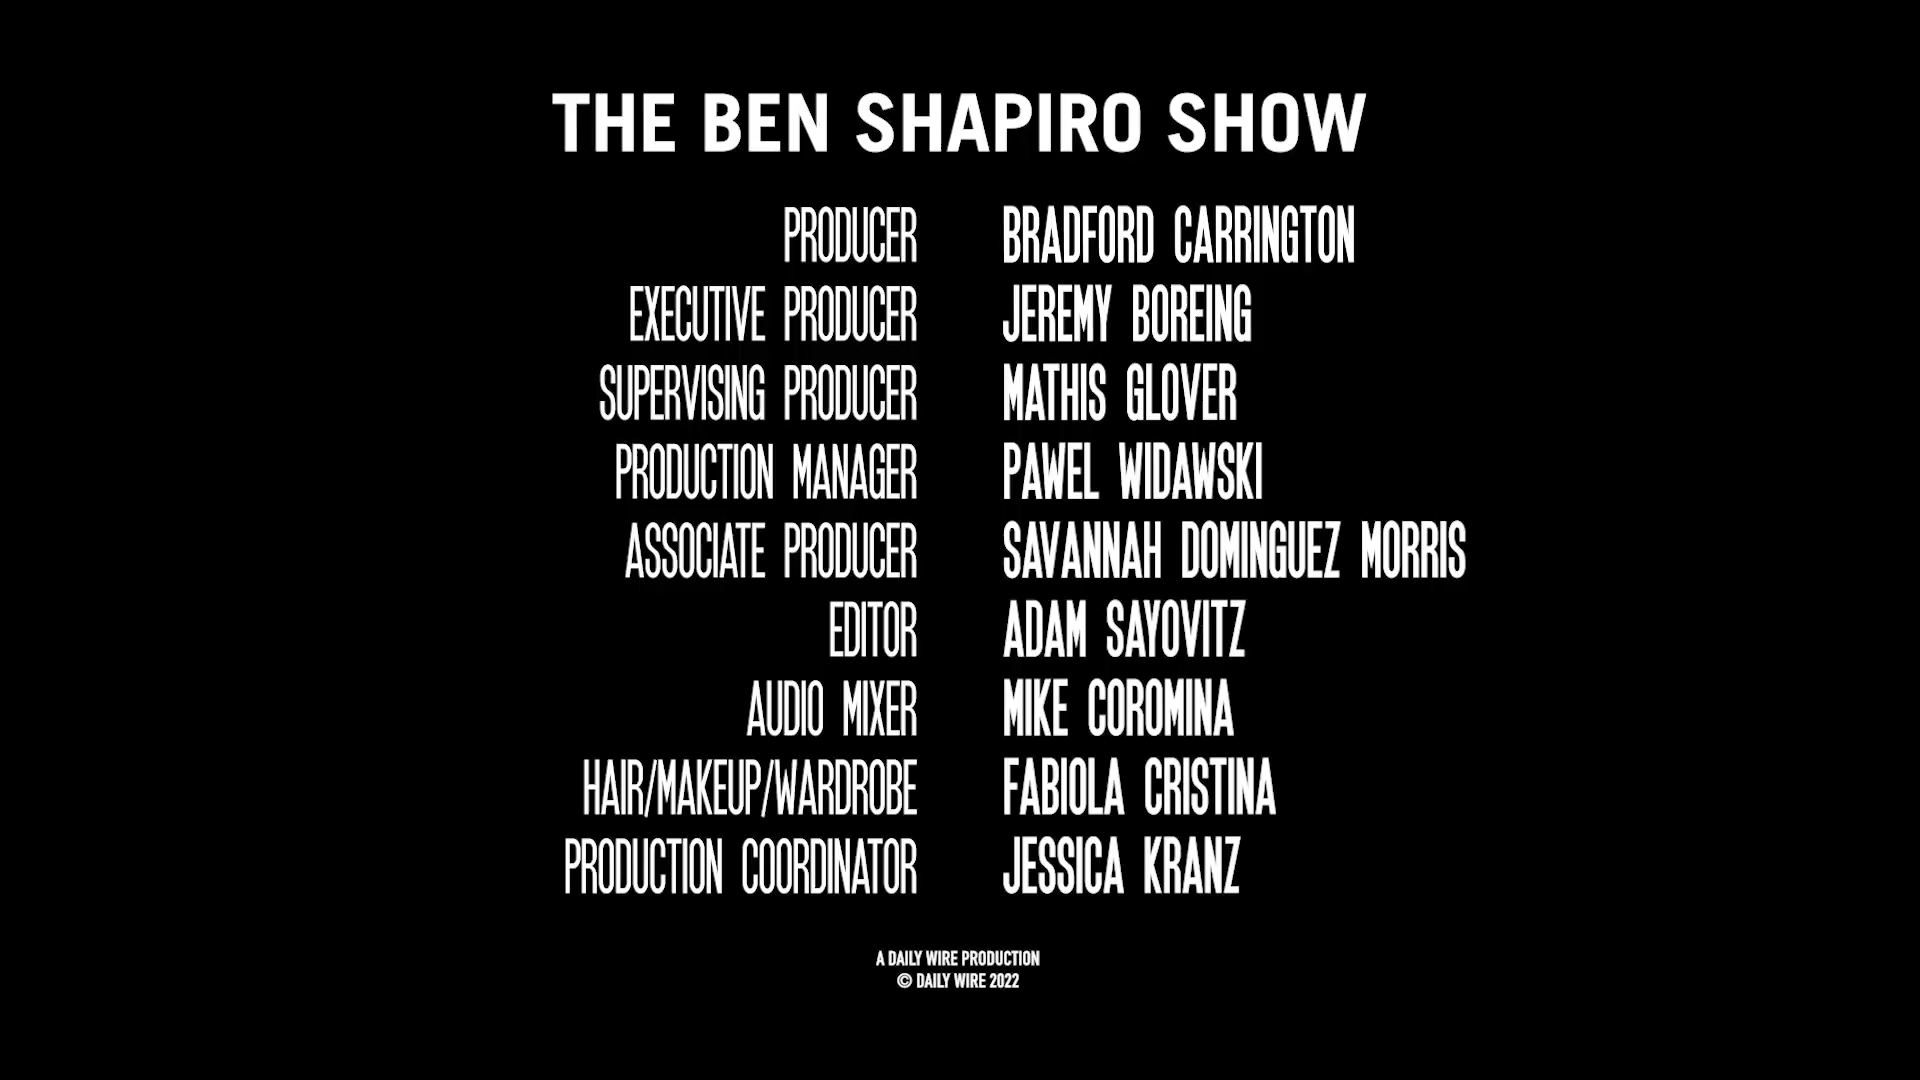 THE BEN SHAPIRO SHOW
PRODUCER BRADFORD CARRINGTON
EXECUTIVE PRODUCER JEREMY BOREING
SUPERVISING PRODUCER MATHIS GLOVER
PRODUCTION MANAGER PAWEL WIDAWSKI
ASSOCIATE PRODUCER SAVANNAH DOMINGUEZ MORRIS
EDITOR ADAM SAYOVITZ
AUDIO MIXER MIKE COROMINA
HAIR/MAKEUP/WARDROBE FABIOLA CRISTINA
PRODUCTION COORDINATOR JESSICA KRANZ
A DAILY WIRE PRODUCTION
© DAILY WIRE 2022